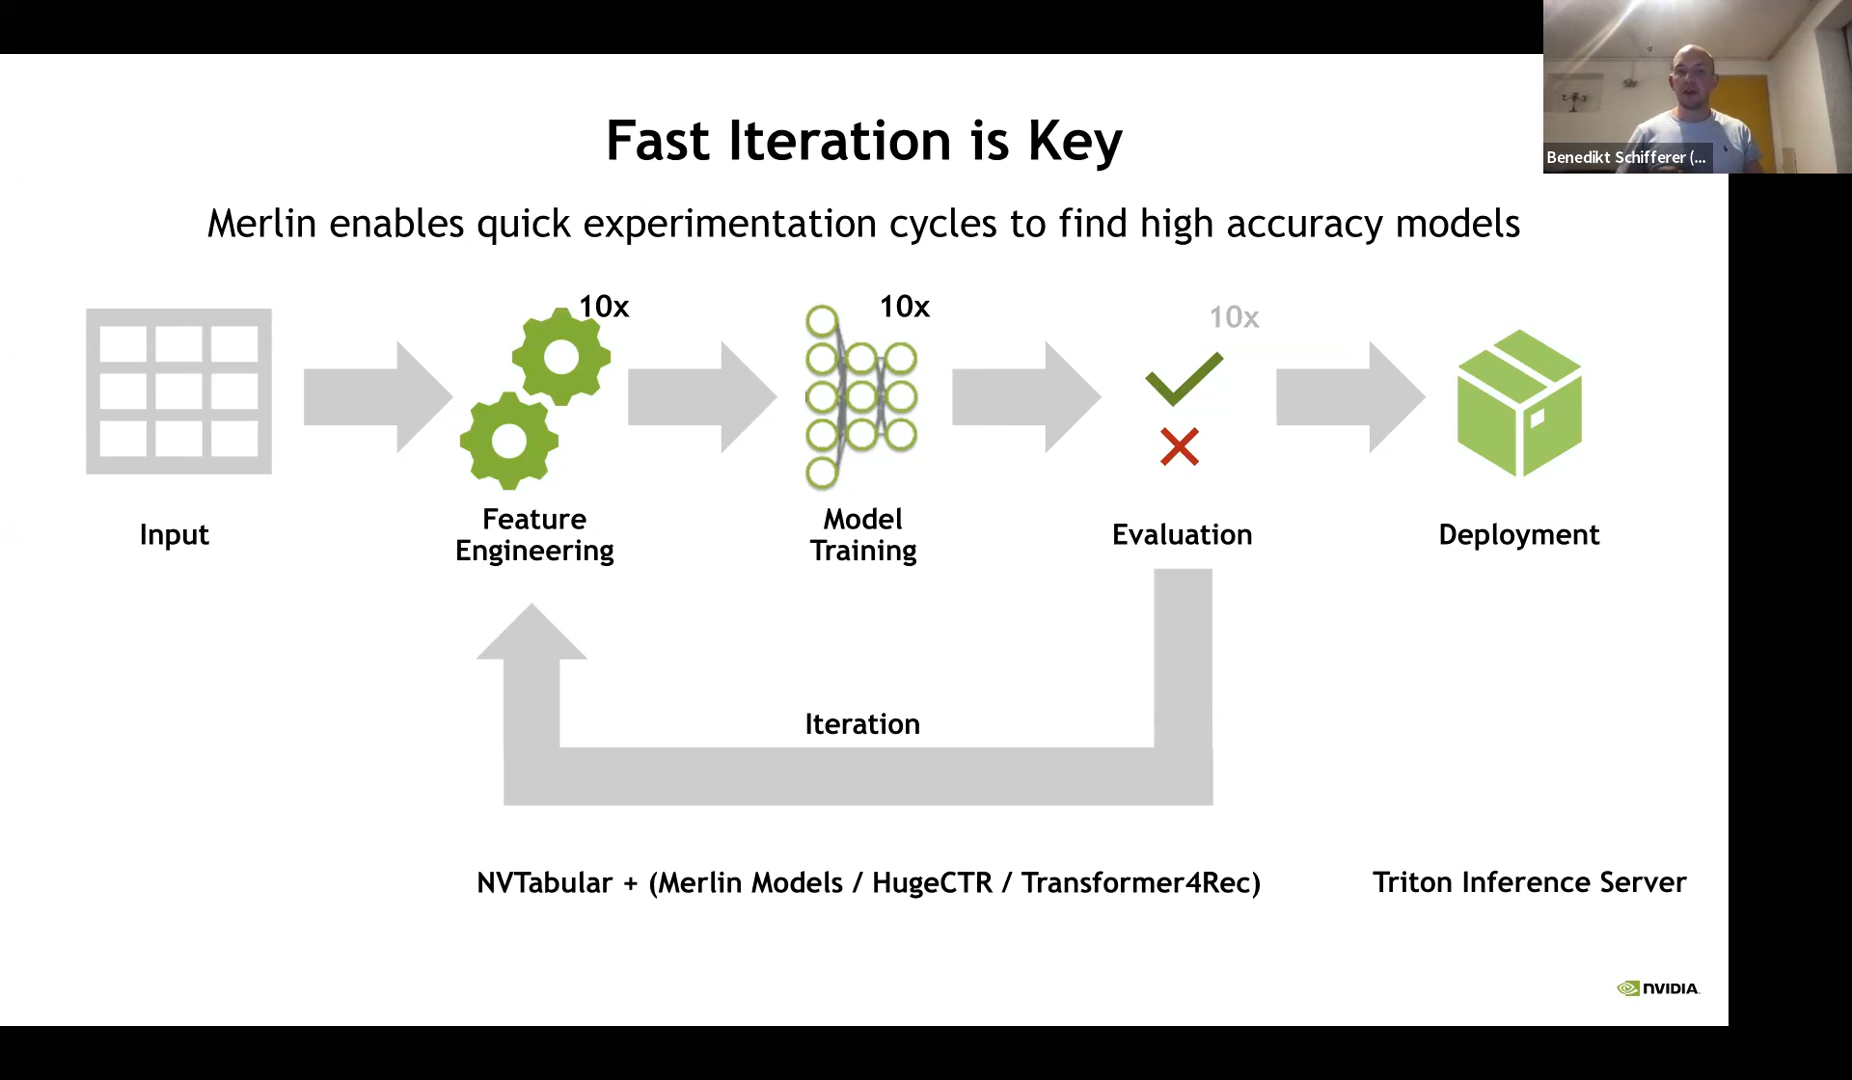 Fast Iteration is Key
Benedikt Schifferer (...
Merlin enables quick experimentation cycles to find high accuracy models
10x
10x
10x
Input
Feature
Engineering
Model
Training
Evaluation
Deployment
Iteration
NVTabular + (Merlin Models / HugeCTR / Transformer4Rec)
Triton Inference Server
NVIDIA.